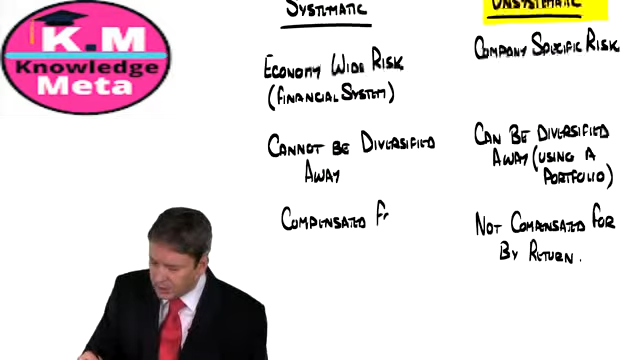 K.M
Knowledge
Meta
SYSTEMATIC
ECONOMY WIDE RISK
(FINANCIAL SYSTEM)
CANNOT BE DIVERSIFIED
AWAY
COMPENSATED F
UNSYSTEMATIC
COMPANY SPECIFIC RISK
CAN BE DIVERSIFIED
AWAY (USING A
PORTFOLIO)
NOT COMPENSATED FOR
BY RETURN.